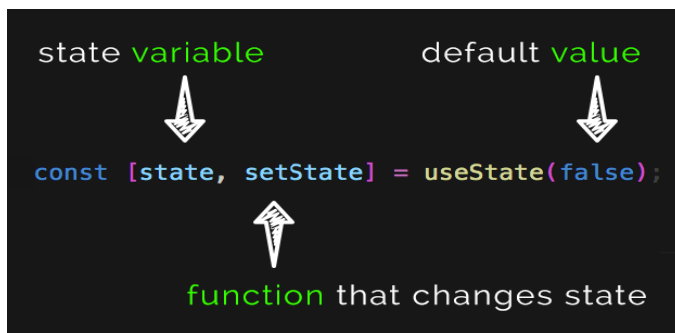 state variable default value
const [state, setState] = useState(false);
function that changes state